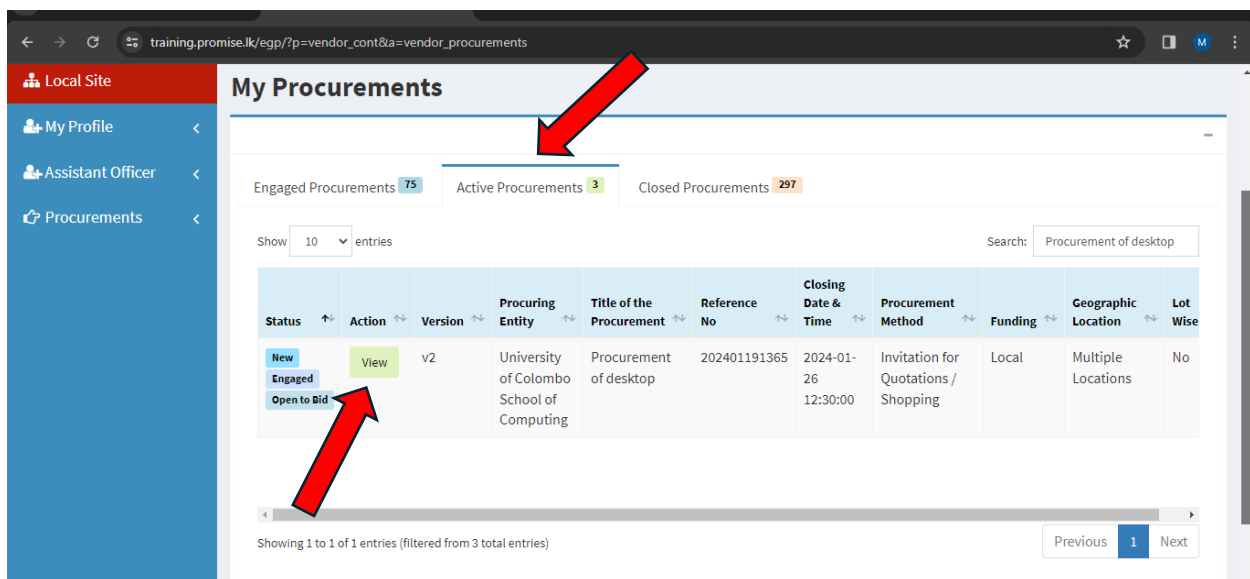 training.promise.lk/egp/?p=vendor_cont&a=vendor_procurements
M
Local Site
My Procurements
My Profile
Assistant Officer
Procurements
Engaged Procurements 75
Active Procurements 3
Closed Procurements 297
Show 10 entries
Search: Procurement of desktop
Status
Action
Version
Procuring
Entity
Title of the
Procurement
Reference
No
Closing
Date &
Time
Procurement
Method
Funding
Geographic
Location
Lot
Wise
New
Engaged
Open to Bid
View
v2
University
of Colombo
School of
Computing
Procurement
of desktop
202401191365
2024-01-
26
12:30:00
Invitation for
Quotations /
Shopping
Local
Multiple
Locations
No
Showing 1 to 1 of 1 entries (filtered from 3 total entries)
Previous 1 Next